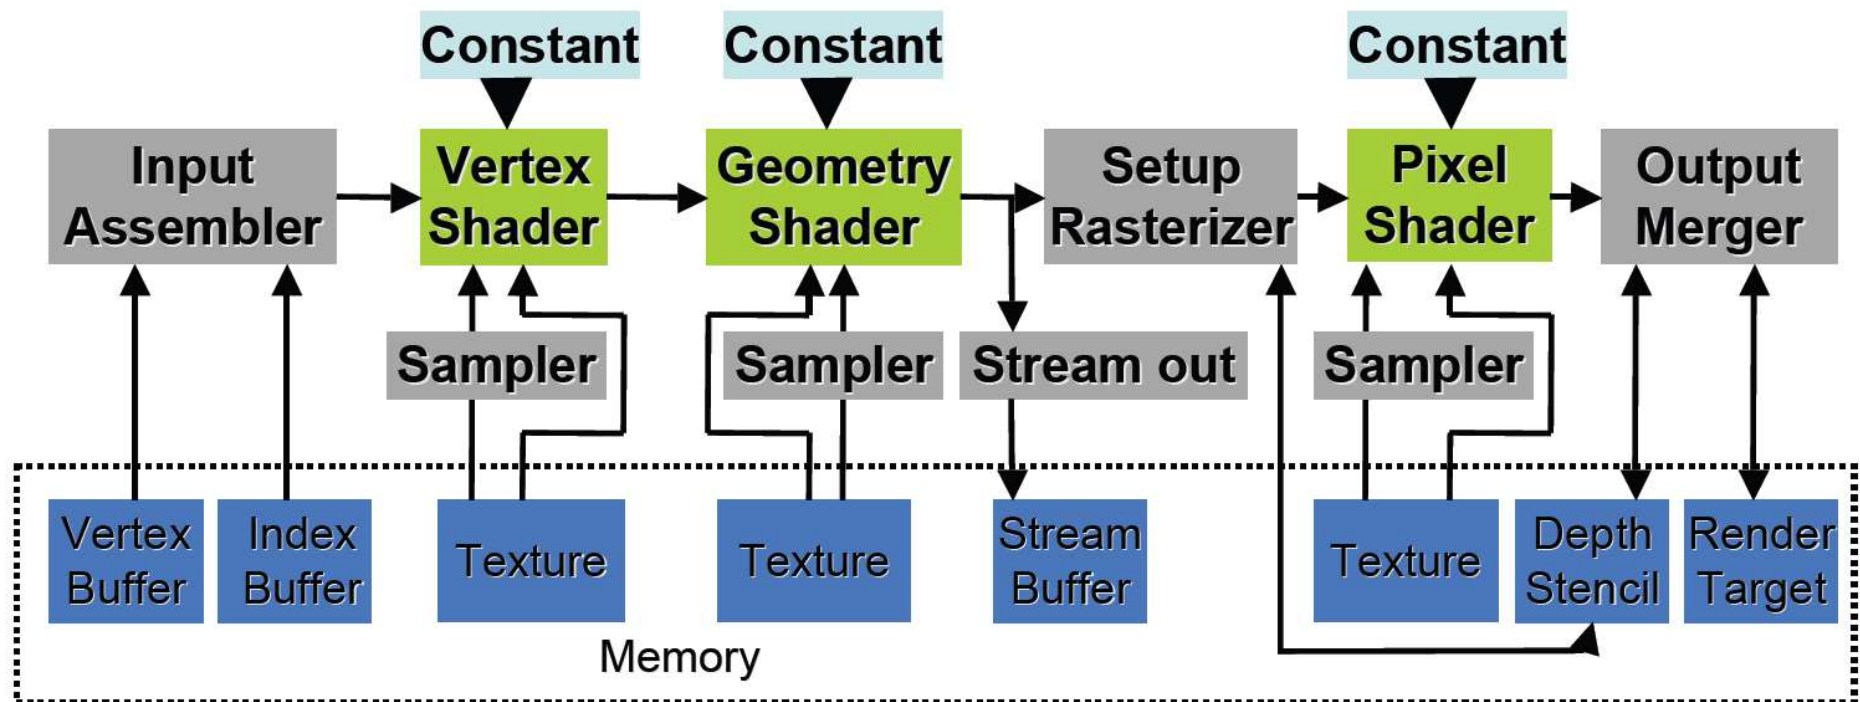 Constant
Constant
Constant
Input
Assembler
Vertex
Shader
Geometry
Shader
Setup
Rasterizer
Pixel
Shader
Output
Merger
Sampler
Sampler
Stream out
Sampler
Vertex
Buffer
Index
Buffer
Texture
Texture
Stream
Buffer
Texture
Depth
Stencil
Render
Target
Memory